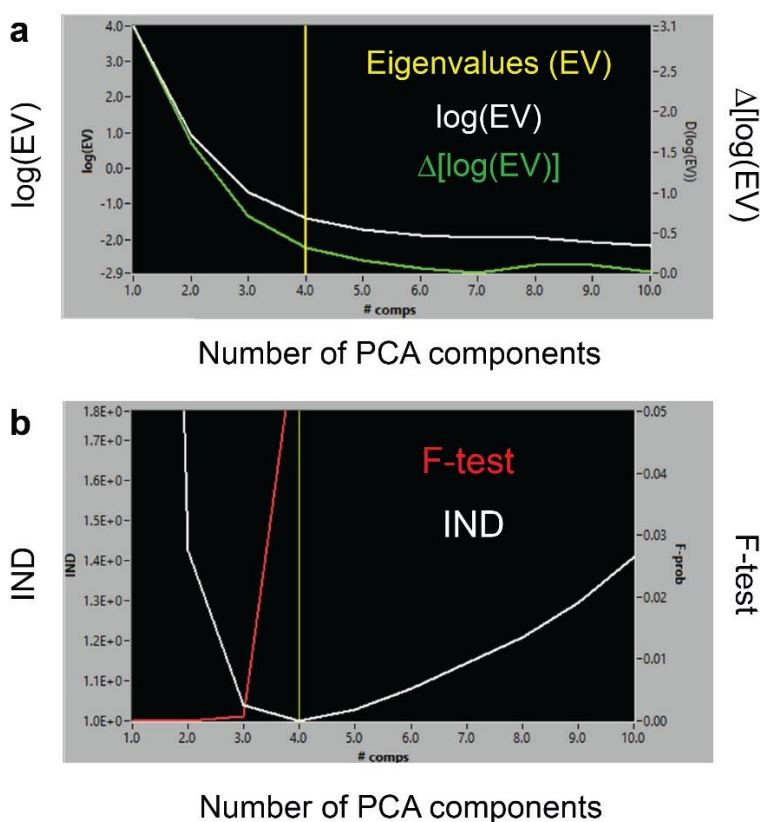 a
4.0
3.0
2.0
1.0
0.0
-1.0
-2.0
-2.9
log(EV)
log(EV)
Eigenvalues (EV)
log(EV)
Δ[log(EV)]
3.1
2.5
2.0
1.5
1.0
0.5
0.0
D(log(EV))
Δ[log(EV)
1.0 2.0 3.0 4.0 5.0 6.0 7.0 8.0 9.0 10.0
# comps
Number of PCA components
b
1.8E+0
1.7E+0
1.6E+0
1.5E+0
1.4E+0
1.3E+0
1.2E+0
1.1E+0
1.0E+0
IND
IND
F-test
IND
0.05
0.04
0.03
0.02
0.01
0.00
F-prob
F-test
1.0 2.0 3.0 4.0 5.0 6.0 7.0 8.0 9.0 10.0
# comps
Number of PCA components